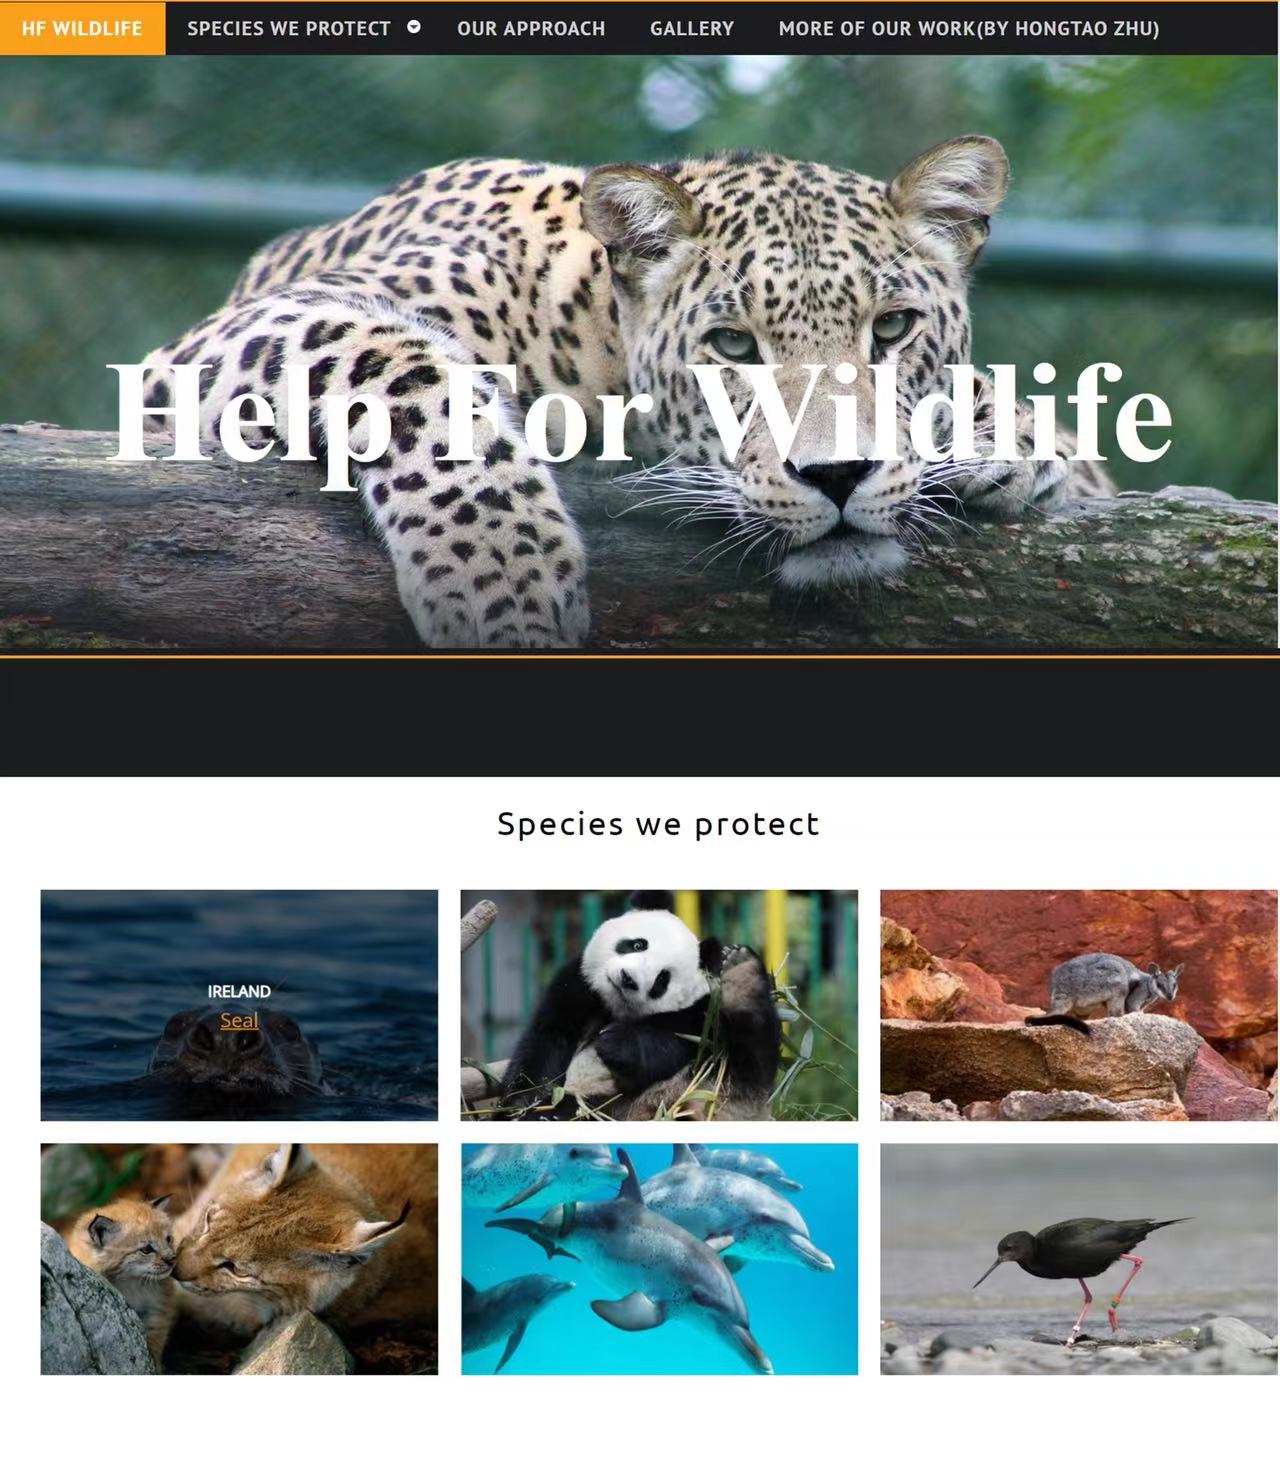 HF WILDLIFE
SPECIES WE PROTECT
OUR APPROACH
GALLERY
MORE OF OUR WORK(BY HONGTAO ZHU)
Help For Wildlife
Species we protect
IRELAND
Seal